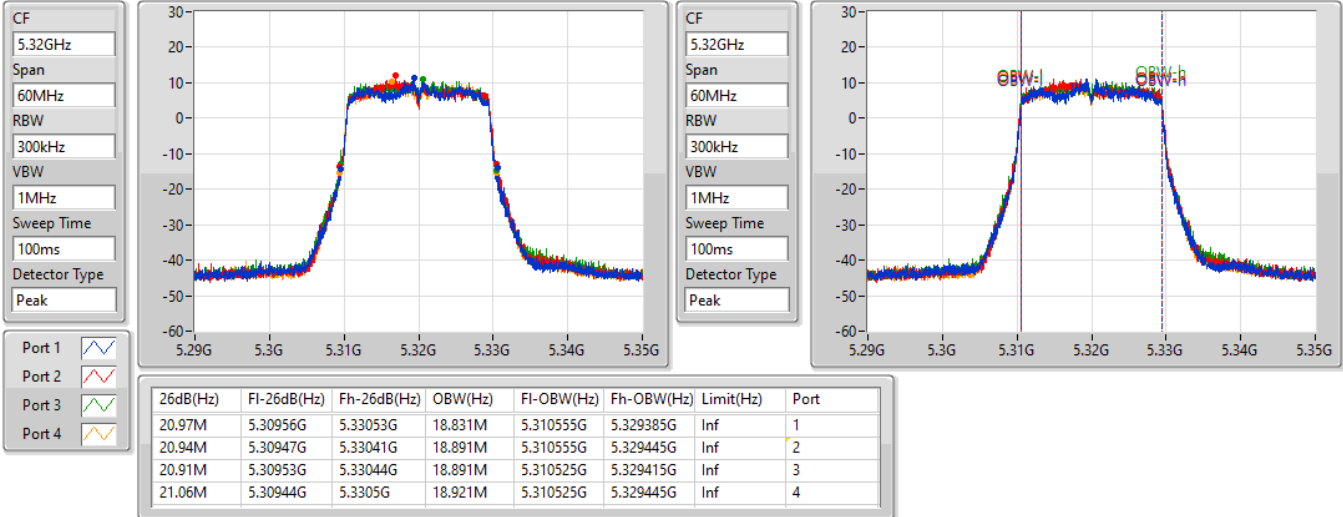 CF
5.32GHz
Span
60MHz
RBW
300kHz
VBW
1MHz
Sweep Time
100ms
Detector Type
Peak
30
20
10
0
-10
-20
-30
-40
-50
-60
5.29G 5.3G 5.31G 5.32G 5.33G 5.34G 5.35G
CF
5.32GHz
Span
60MHz
RBW
300kHz
VBW
1MHz
Sweep Time
100ms
Detector Type
Peak
30
20
10
0
-10
-20
-30
-40
-50
-60
OBW-l OBW-h
5.29G 5.3G 5.31G 5.32G 5.33G 5.34G 5.35G
Port 1
Port 2
Port 3
Port 4
26dB(Hz) Fl-26dB(Hz) Fh-26dB(Hz) OBW(Hz) Fl-OBW(Hz) Fh-OBW(Hz) Limit(Hz) Port
20.97M 5.30956G 5.33053G 18.831M 5.310555G 5.329385G Inf 1
20.94M 5.30947G 5.33041G 18.891M 5.310555G 5.329445G Inf 2
20.91M 5.30953G 5.33044G 18.891M 5.310525G 5.329415G Inf 3
21.06M 5.30944G 5.3305G 18.921M 5.310525G 5.329445G Inf 4